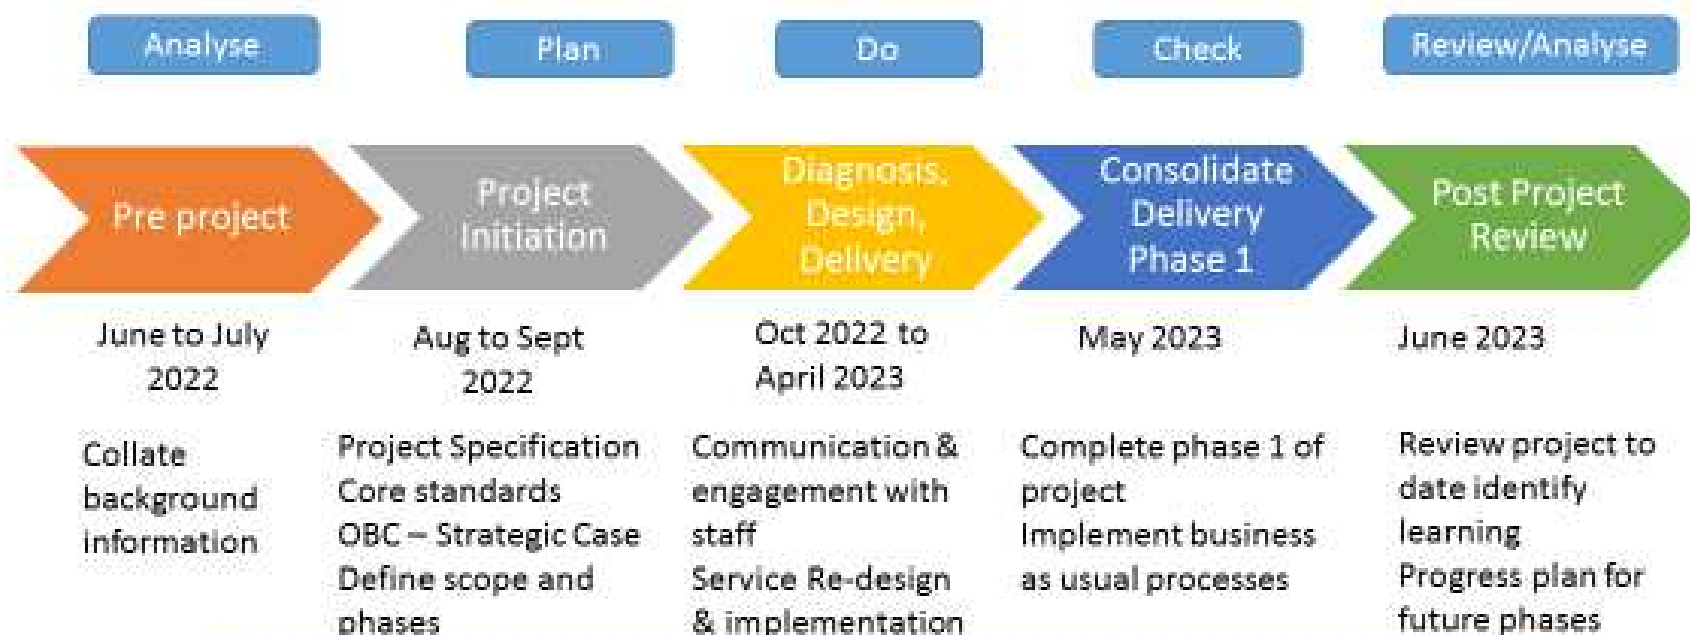 Analyse
Plan
Do
Check
Review/Analyse
Pre project
Project
Initiation
Diagnosis,
Design,
Delivery
Consolidate
Delivery
Phase 1
Post Project
Review
June to July
2022
Aug to Sept
2022
Oct 2022 to
April 2023
May 2023
June 2023
Collate
background
information
Project Specification
Core standards
OBC – Strategic Case
Define scope and
phases
Communication &
engagement with
staff
Service Re-design
& implementation
Complete phase 1 of
project
Implement business
as usual processes
Review project to
date identify
learning
Progress plan for
future phases